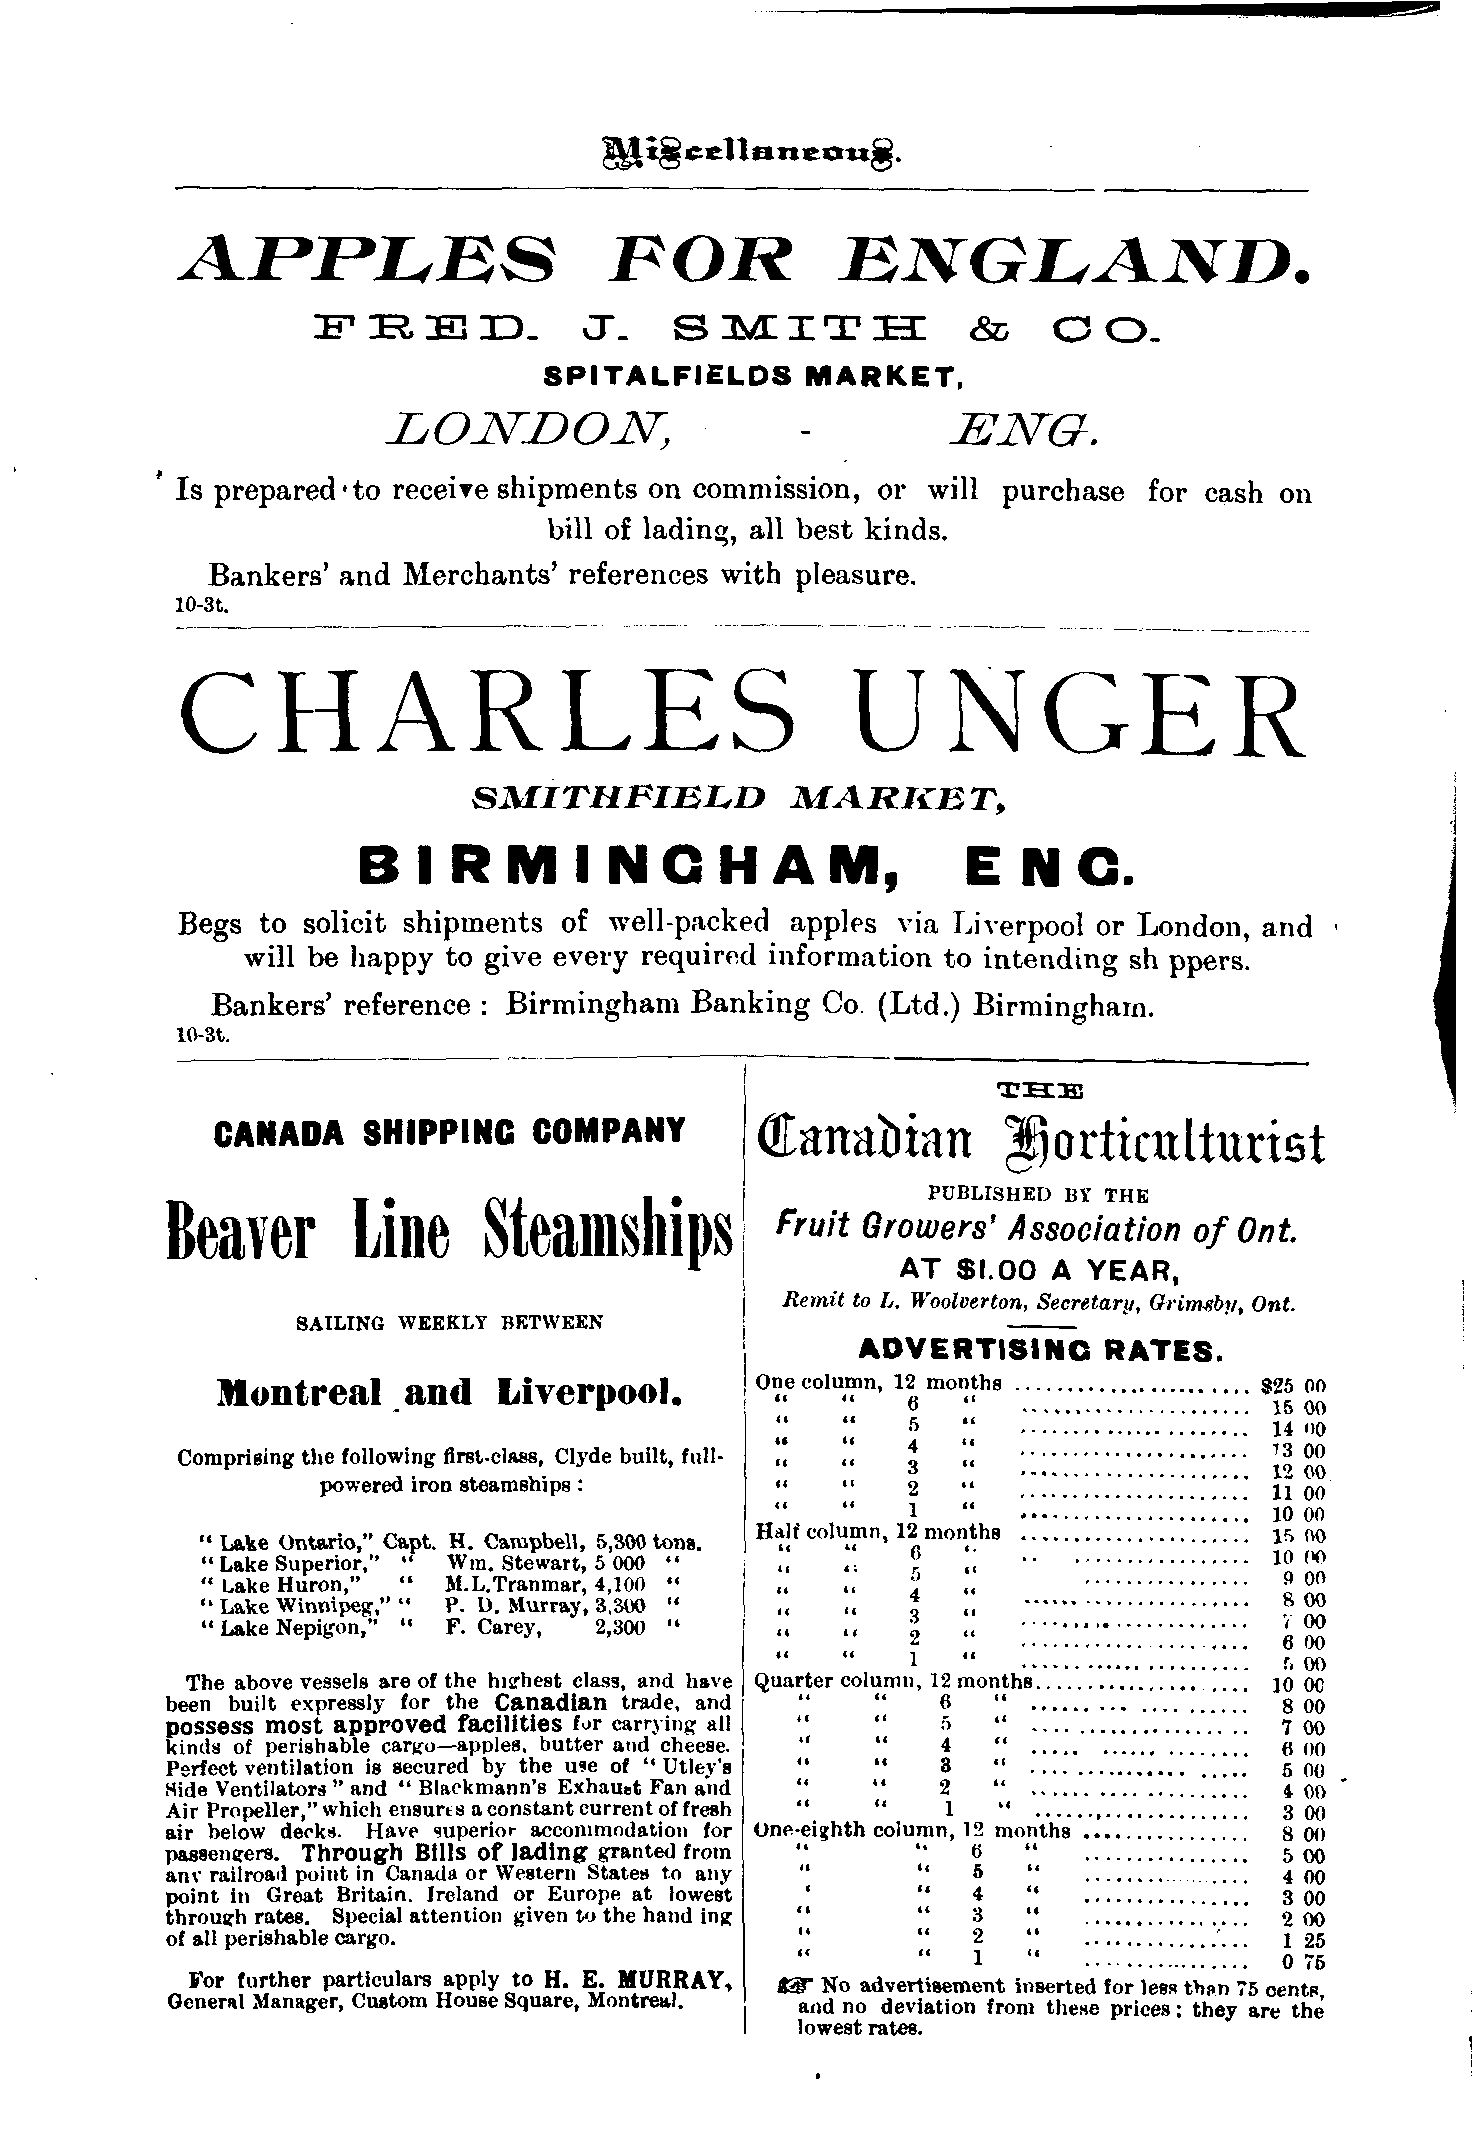 Miscellaneous.
APPLES FOR ENGLAND.
FRED. J. SMITH & CO.
SPITALFIELDS MARKET,
LONDON, - ENG.
Is prepared to receive shipments on commission, or will purchase for cash on
bill of lading, all best kinds.
Bankers' and Merchants' references with pleasure.
10-3t.
CHARLES UNGER
SMITHFIELD MARKET,
BIRMINGHAM, ENG.
Begs to solicit shipments of well-packed apples via Liverpool or London, and
will be happy to give every required information to intending sh ppers.
Bankers' reference : Birmingham Banking Co. (Ltd.) Birmingham.
10-3t.
CANADA SHIPPING COMPANY
Beaver Line Steamships
SAILING WEEKLY BETWEEN
Montreal and Liverpool.
Comprising the following first-class, Clyde built, full-
powered iron steamships :
"Lake Ontario," Capt. H. Campbell, 5,300 tons.
"Lake Superior," " Wm. Stewart, 5 000 "
"Lake Huron," " M.L.Tranmar, 4,100 "
"Lake Winnipeg," " P. D. Murray, 3,300 "
"Lake Nepigon," " F. Carey, 2,300 "
The above vessels are of the highest class, and have
been built expressly for the Canadian trade, and
possess most approved facilities for carrying all
kinds of perishable cargo—apples, butter and cheese.
Perfect ventilation is secured by the use of "Utley's
Side Ventilators" and "Blackmann's Exhaust Fan and
Air Propeller," which ensures a constant current of fresh
air below decks. Have superior accommodation for
passengers. Through Bills of lading granted from
any railroad point in Canada or Western States to any
point in Great Britain. Ireland or Europe at lowest
through rates. Special attention given to the hand ing
of all perishable cargo.
For further particulars apply to H. E. MURRAY,
General Manager, Custom House Square, Montreal.
THE
Canadian Horticulturist
PUBLISHED BY THE
Fruit Growers' Association of Ont.
AT $1.00 A YEAR,
Remit to L. Woolverton, Secretary, Grimsby, Ont.
ADVERTISING RATES.
One column, 12 months ........................ $25 00
" " 6 " ........................ 15 00
" " 5 " ........................ 14 00
" " 4 " ........................ 13 00
" " 3 " ........................ 12 00
" " 2 " ........................ 11 00
" " 1 " ........................ 10 00
Half column, 12 months ........................ 15 00
" " 6 " .. .................. 10 00
" " 5 " ................ 9 00
" " 4 " ........................ 8 00
" " 3 " ........................ 7 00
" " 2 " ........................ 6 00
" " 1 " ........................ 5 00
Quarter column, 12 months...................... 10 00
" " 6 " ...................... 8 00
" " 5 " ...................... 7 00
" " 4 " ...................... 6 00
" " 3 " ...................... 5 00
" " 2 " ...................... 4 00
" " 1 " ...................... 3 00
One-eighth column, 12 months ................ 8 00
" " 6 " ................ 5 00
" " 5 " ................ 4 00
" " 4 " ................ 3 00
" " 3 " ................ 2 00
" " 2 " ................ 1 25
" " 1 " ................ 0 75
☞ No advertisement inserted for less than 75 cents,
and no deviation from these prices ; they are the
lowest rates.